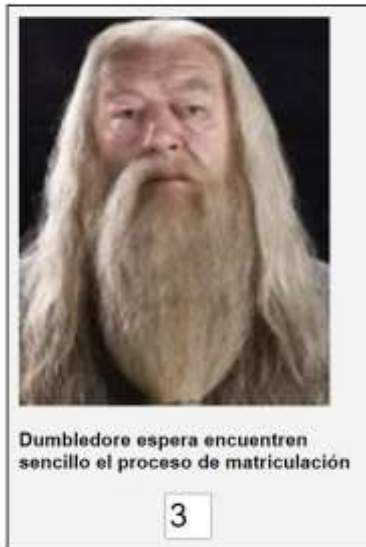 Dumbledore espera encuentren
sencillo el proceso de matriculación
3